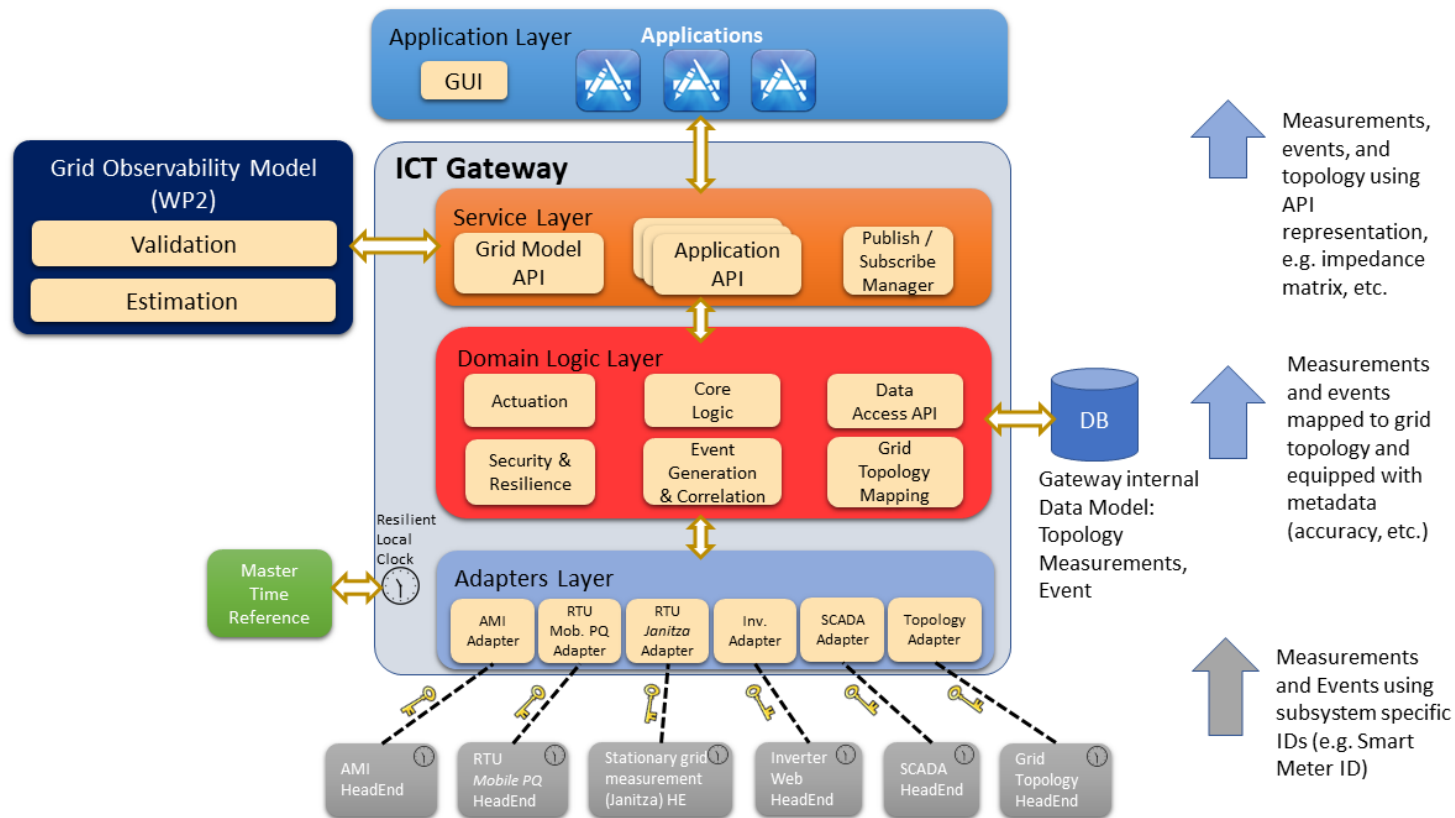 Application Layer
Applications
GUI
Grid Observability Model
(WP2)
Validation
Estimation
ICT Gateway
Service Layer
Grid Model
API
Application
API
Publish /
Subscribe
Manager
Domain Logic Layer
Actuation
Core
Logic
Data
Access API
Security &
Resilience
Event
Generation
& Correlation
Grid
Topology
Mapping
DB
Gateway internal
Data Model:
Topology
Measurements,
Event
Resilient
Local
Clock
Master
Time
Reference
Adapters Layer
AMI
Adapter
RTU
Mob. PQ
Adapter
RTU
Janitza
Adapter
Inv.
Adapter
SCADA
Adapter
Topology
Adapter
AMI
HeadEnd
RTU
Mobile PQ
HeadEnd
Stationary grid
measurement
(Janitza) HE
Inverter
Web
HeadEnd
SCADA
HeadEnd
Grid
Topology
HeadEnd
Measurements,
events, and
topology using
API
representation,
e.g. impedance
matrix, etc.
Measurements
and events
mapped to grid
topology and
equipped with
metadata
(accuracy, etc.)
Measurements
and Events using
subsystem specific
IDs (e.g. Smart
Meter ID)